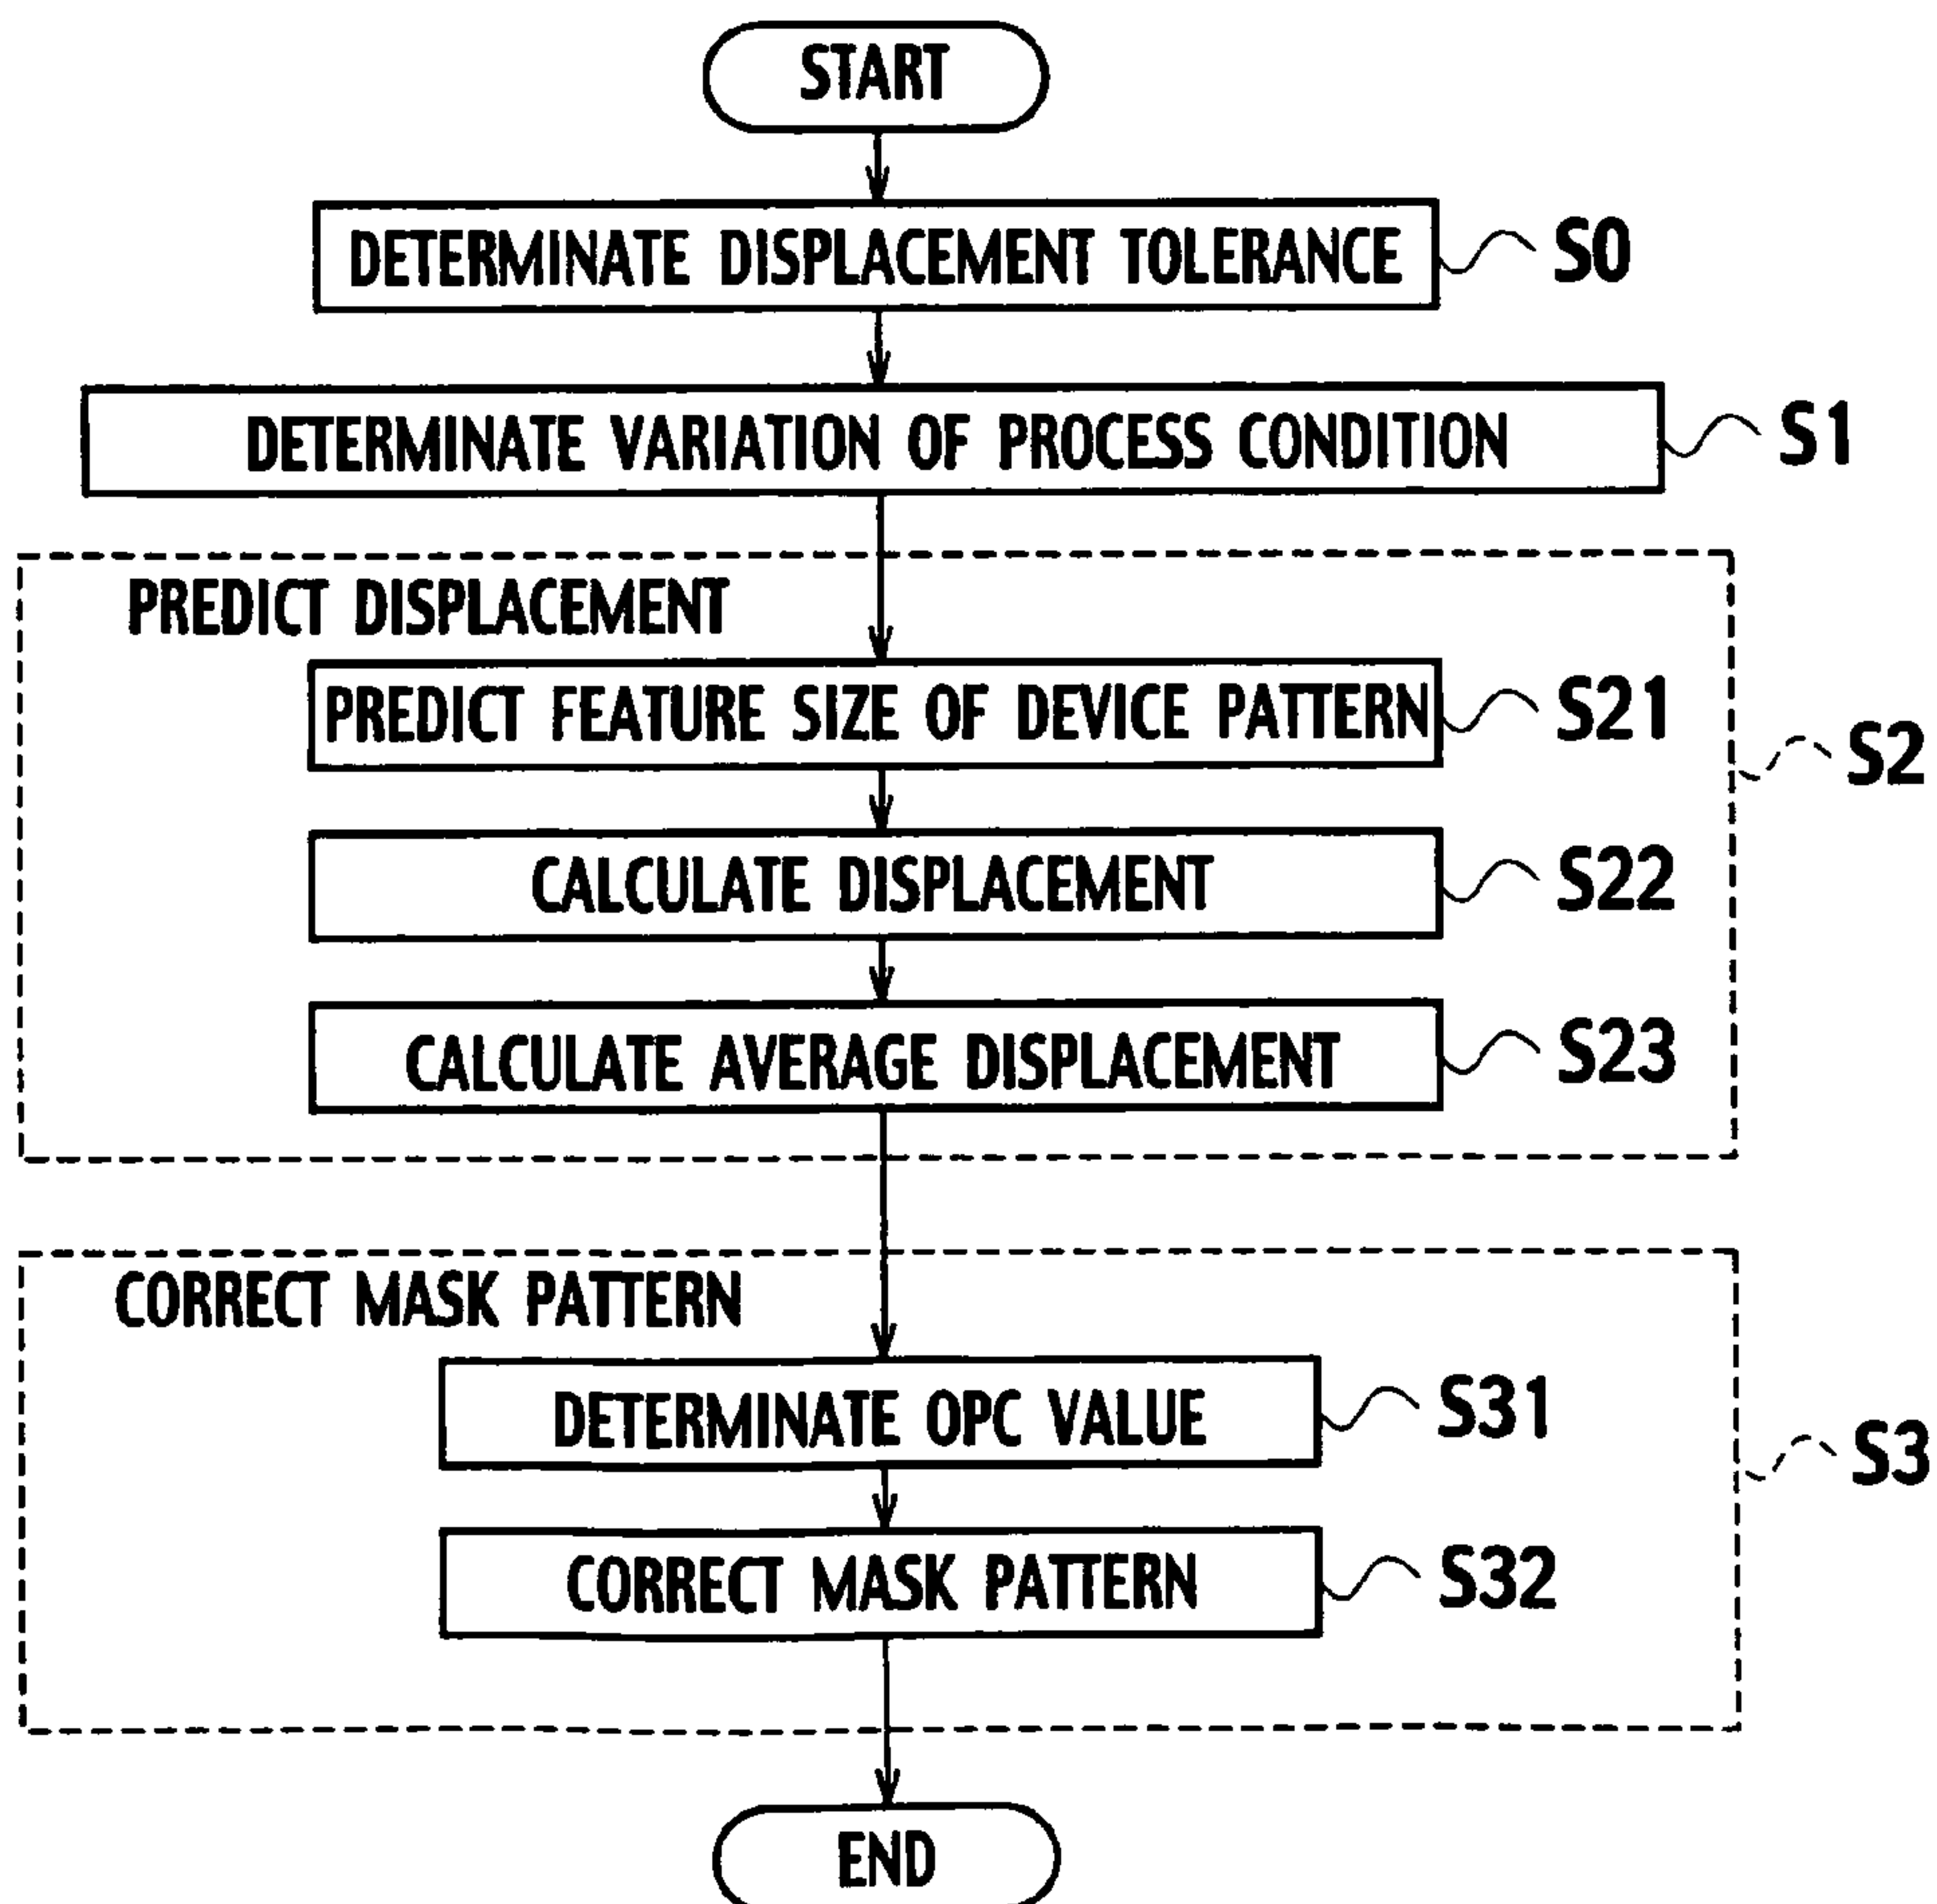 START
DETERMINATE DISPLACEMENT TOLERANCE S0
DETERMINATE VARIATION OF PROCESS CONDITION S1
PREDICT DISPLACEMENT
PREDICT FEATURE SIZE OF DEVICE PATTERN S21
S2
CALCULATE DISPLACEMENT S22
CALCULATE AVERAGE DISPLACEMENT S23
CORRECT MASK PATTERN
DETERMINATE OPC VALUE S31
S3
CORRECT MASK PATTERN S32
END